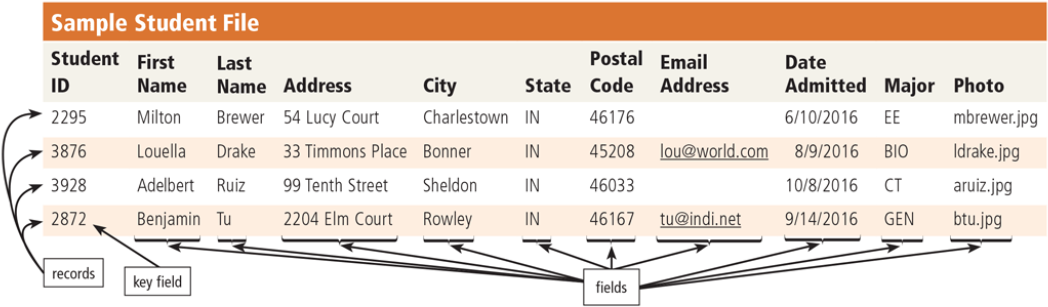 Sample Student File
Student ID First Name Last Name Address City State Postal Code Email Address Date Admitted Major Photo
2295 Milton Brewer 54 Lucy Court Charlestown IN 46176 6/10/2016 EE mbrewer.jpg
3876 Louella Drake 33 Timmons Place Bonner IN 45208 lou@world.com 8/9/2016 BIO ldrake.jpg
3928 Adelbert Ruiz 99 Tenth Street Sheldon IN 46033 10/8/2016 CT aruiz.jpg
2872 Benjamin Tu 2204 Elm Court Rowley IN 46167 tu@indi.net 9/14/2016 GEN btu.jpg
records
key field
fields